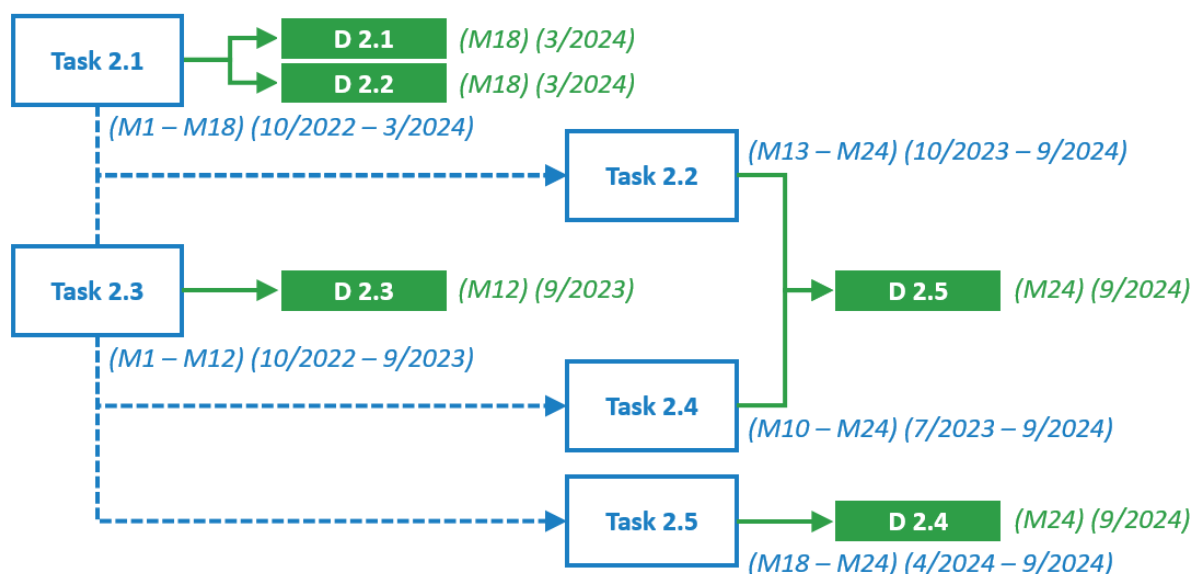 D 2.1 (M18) (3/2024)
Task 2.1
D 2.2 (M18) (3/2024)
(M1 – M18) (10/2022 – 3/2024)
(M13 – M24) (10/2023 – 9/2024)
Task 2.2
Task 2.3
D 2.3 (M12) (9/2023)
D 2.5 (M24) (9/2024)
(M1 – M12) (10/2022 – 9/2023)
Task 2.4
(M10 – M24) (7/2023 – 9/2024)
Task 2.5
D 2.4 (M24) (9/2024)
(M18 – M24) (4/2024 – 9/2024)